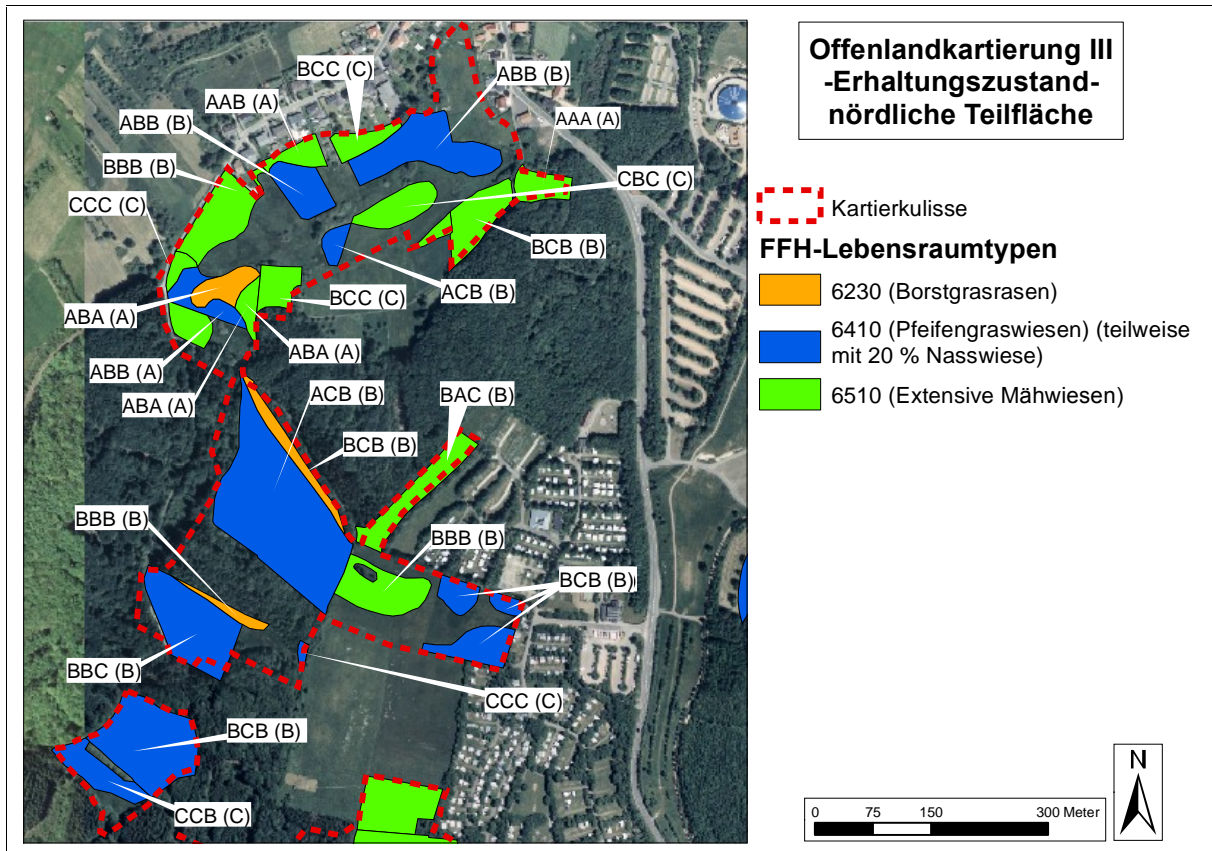 Offenlandkartierung III
-Erhaltungszustand-
nördliche Teilfläche
BCC (C)
ABB (B)
AAB (A)
ABB (B)
AAA (A)
BBB (B)
CBC (C)
CCC (C)
BCB (B)
ACB (B)
BCC (C)
ABA (A)
ABA (A)
ABB (A)
ABA (A)
ACB (B)
BAC (B)
BCB (B)
BBB (B)
BBB (B)
BCB (B)
BBC (B)
CCC (C)
BCB (B)
CCB (C)
Kartierkulisse
FFH-Lebensraumtypen
6230 (Borstgrasrasen)
6410 (Pfeifengraswiesen) (teilweise
mit 20 % Nasswiese)
6510 (Extensive Mähwiesen)
0 75 150 300 Meter
N